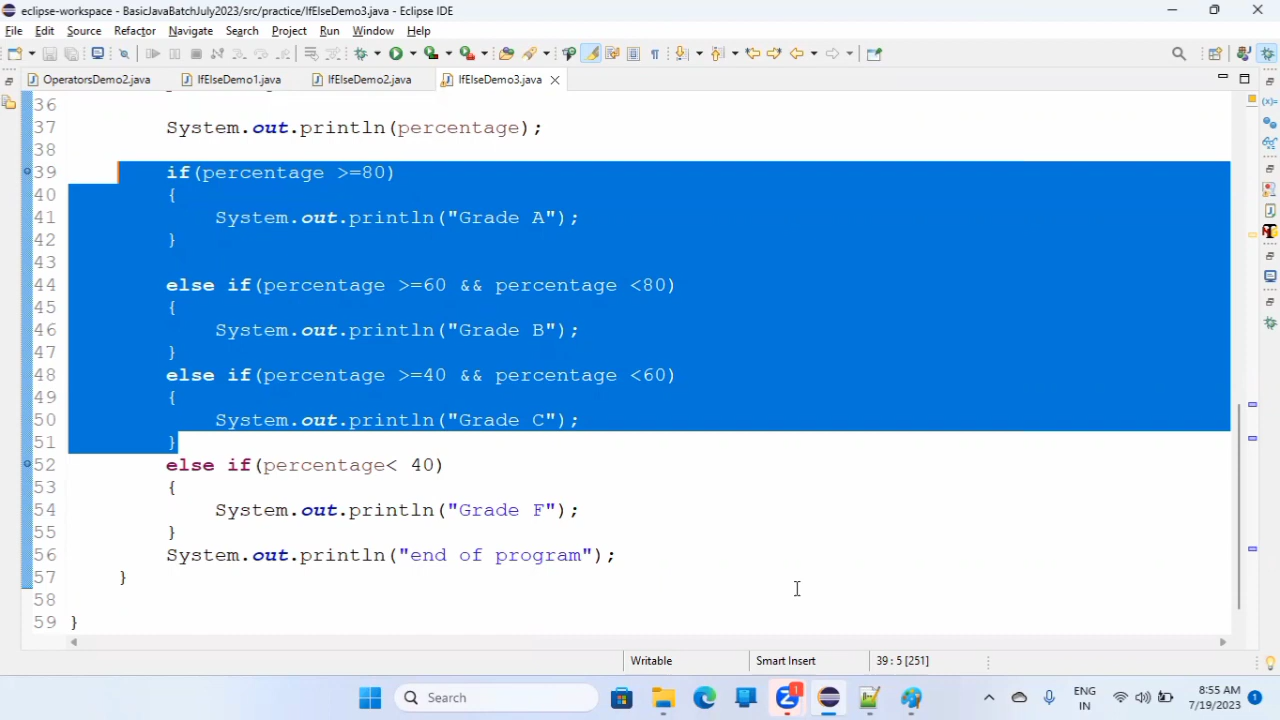 eclipse-workspace - BasicJavaBatchJuly2023/src/practice/IfElseDemo3.java - Eclipse IDE
File Edit Source Refactor Navigate Search Project Run Window Help
OperatorsDemo2.java IfElseDemo1.java IfElseDemo2.java IfElseDemo3.java
36
37 System.out.println(percentage);
38
39 if(percentage >=80)
40 {
41 System.out.println("Grade A");
42 }
43
44 else if(percentage >=60 && percentage <80)
45 {
46 System.out.println("Grade B");
47 }
48 else if(percentage >=40 && percentage <60)
49 {
50 System.out.println("Grade C");
51 }
52 else if(percentage< 40)
53 {
54 System.out.println("Grade F");
55 }
56 System.out.println("end of program");
57 }
58
59 }
Writable Smart Insert 39 : 5 [251]
Search 1 ENG IN 8:55 AM 7/19/2023 1